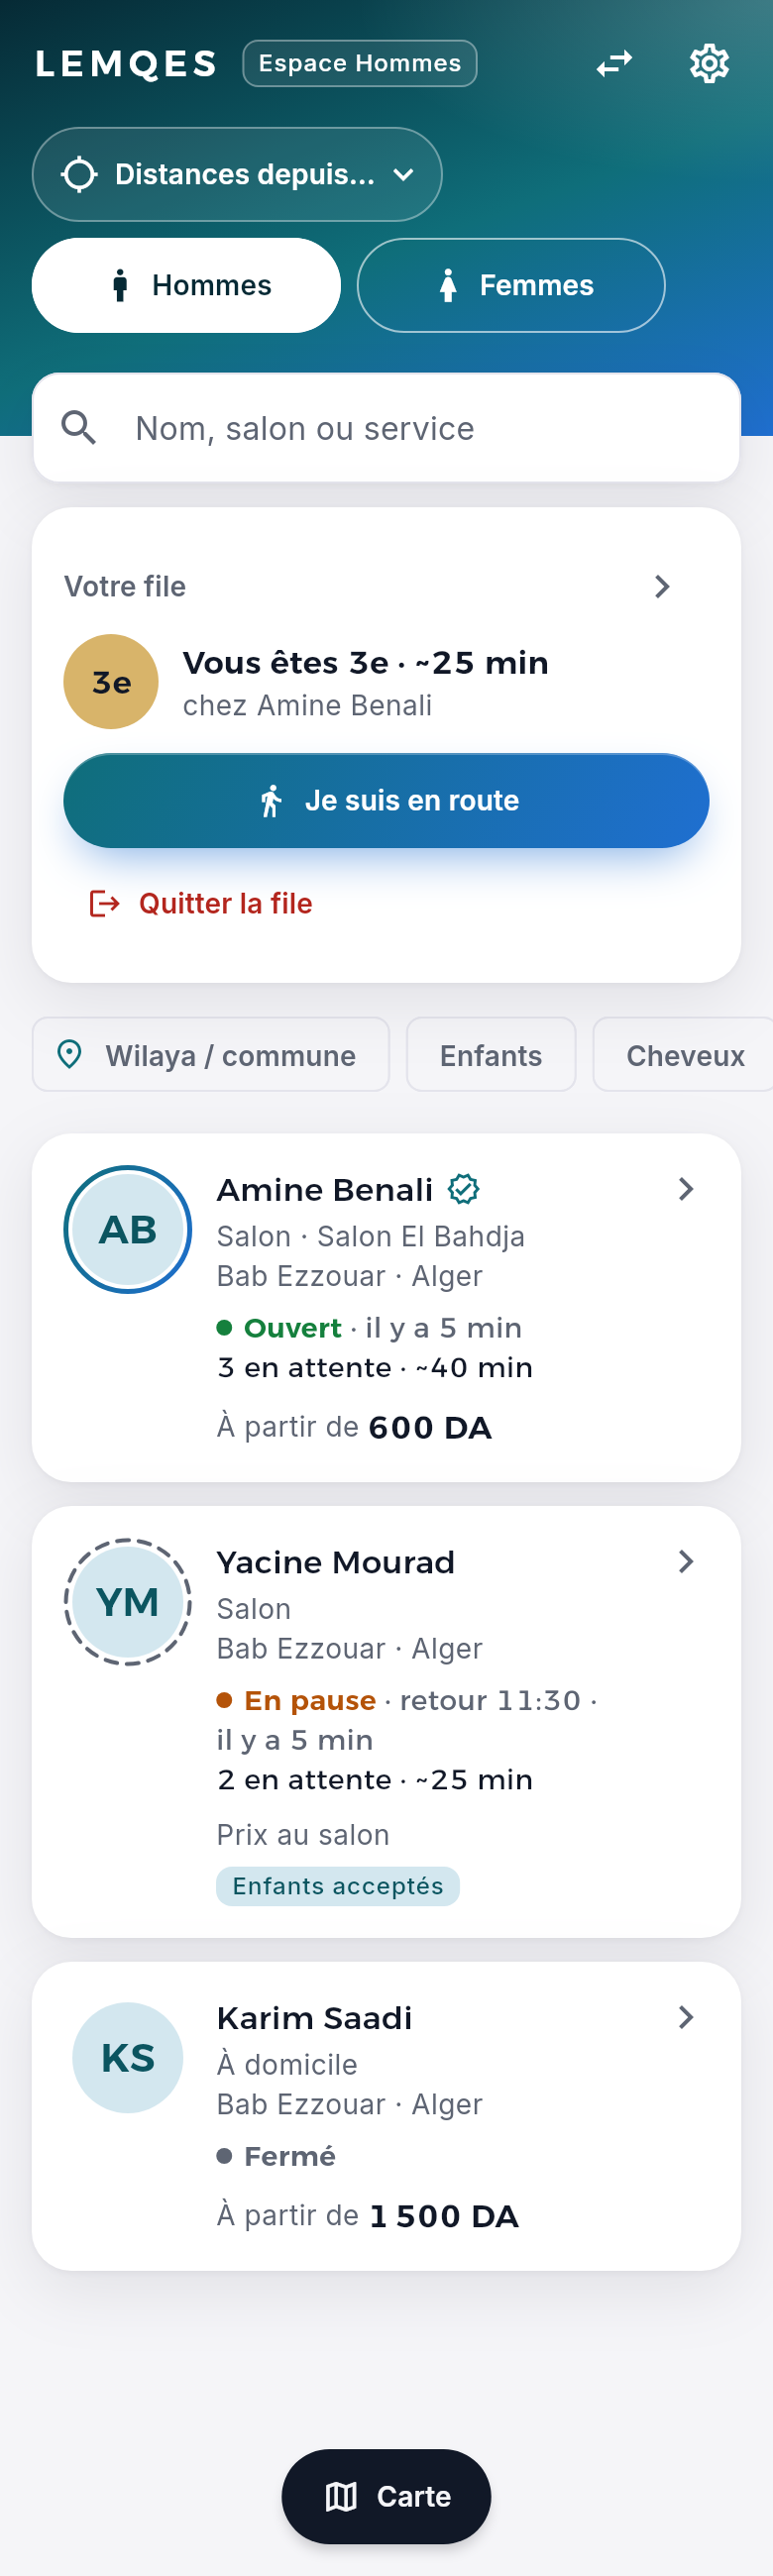 LEMQES
Espace Hommes
Distances depuis...
Hommes
Femmes
Nom, salon ou service
Votre file
3e
Vous êtes 3e · ~25 min
chez Amine Benali
Je suis en route
Quitter la file
Wilaya / commune
Enfants
Cheveux
AB
Amine Benali
Salon · Salon El Bahdja
Bab Ezzouar · Alger
Ouvert · il y a 5 min
3 en attente · ~40 min
À partir de 600 DA
YM
Yacine Mourad
Salon
Bab Ezzouar · Alger
En pause · retour 11:30 ·
il y a 5 min
2 en attente · ~25 min
Prix au salon
Enfants acceptés
KS
Karim Saadi
À domicile
Bab Ezzouar · Alger
Fermé
À partir de 1 500 DA
Carte